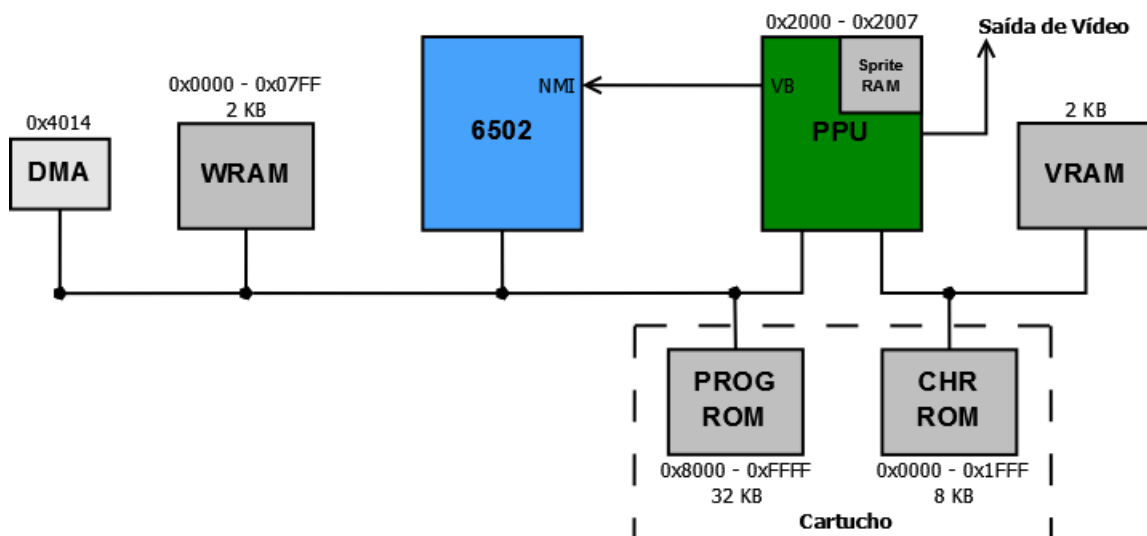 0x2000 - 0x2007
Saída de Vídeo
0x0000 - 0x07FF
2 KB
0x4014
DMA
WRAM
NMI
6502
VB
Sprite
RAM
PPU
2 KB
VRAM
PROG
ROM
0x8000 - 0xFFFF
32 KB
CHR
ROM
0x0000 - 0x1FFF
8 KB
Cartucho